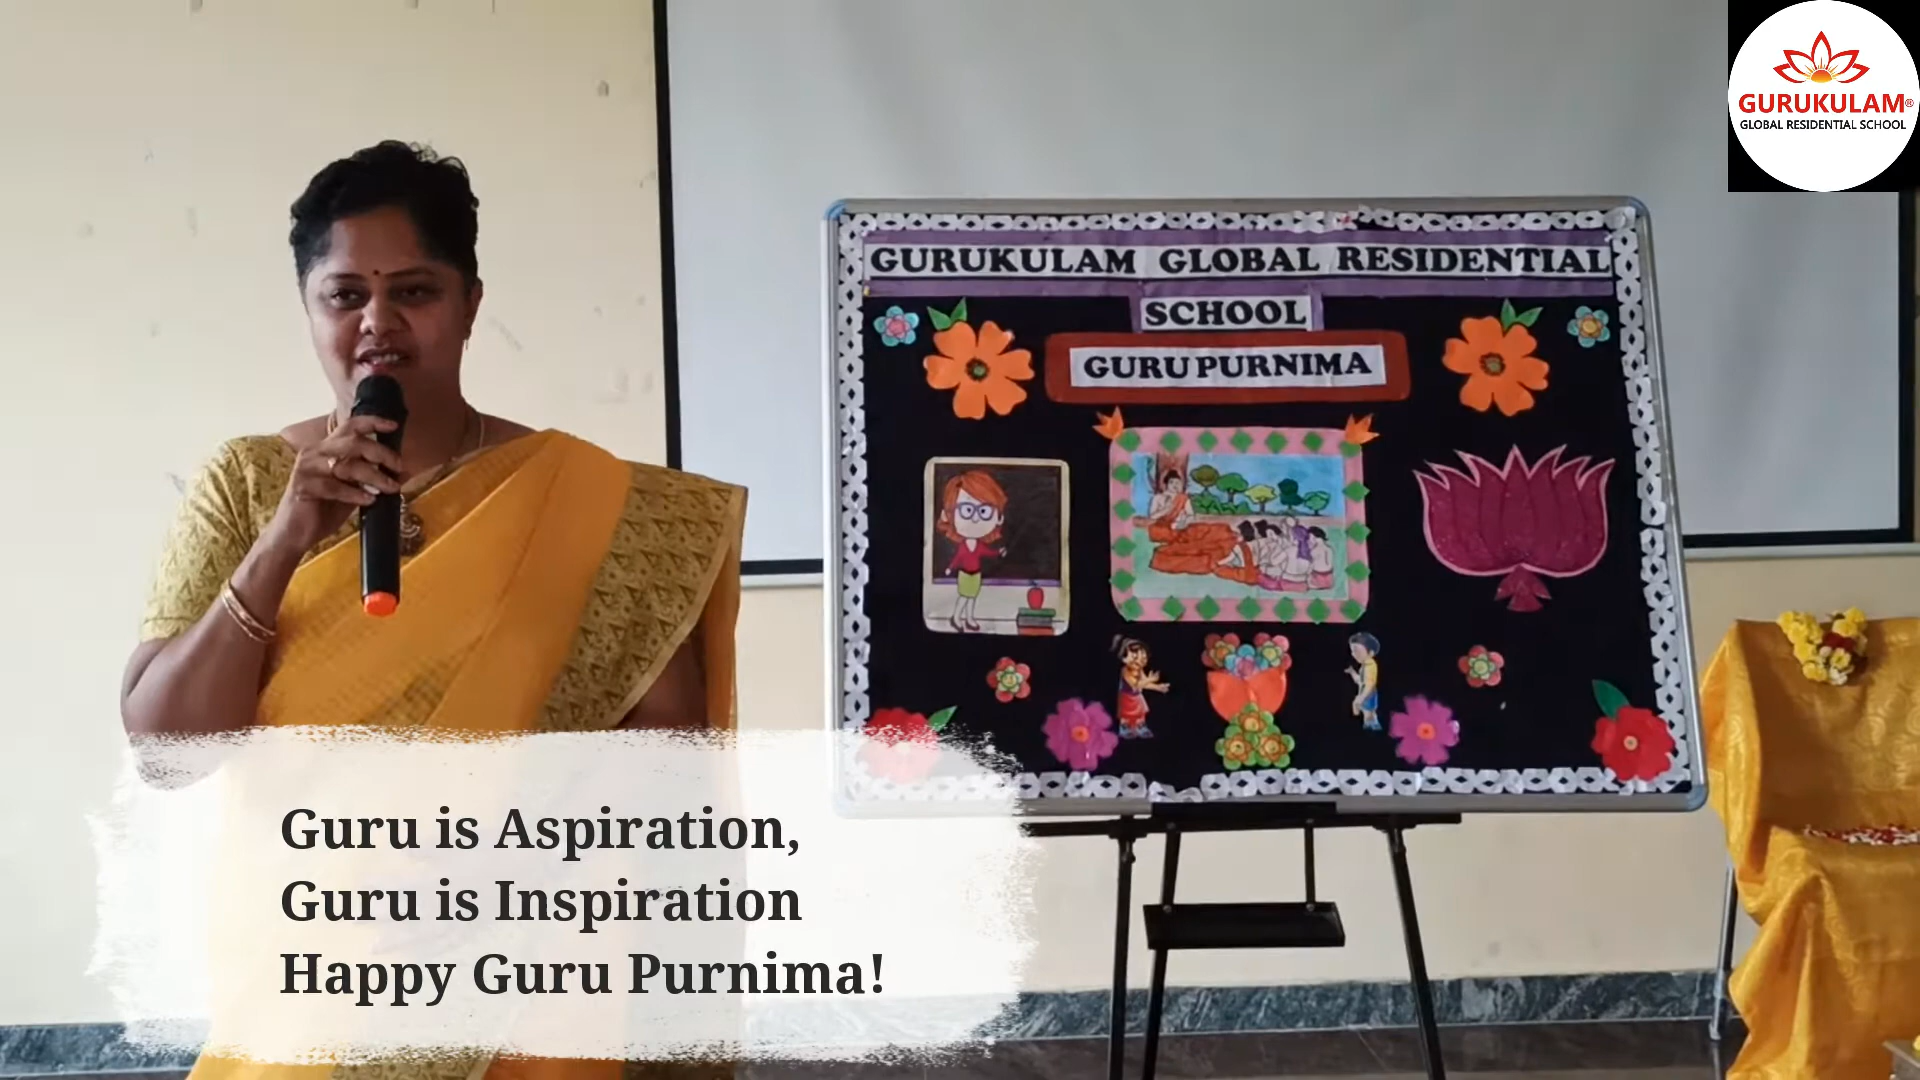 GURUKULAM®
GLOBAL RESIDENTIAL SCHOOL
GURUKULAM GLOBAL RESIDENTIAL
SCHOOL
GURU PURNIMA
Guru is Aspiration,
Guru is Inspiration
Happy Guru Purnima!